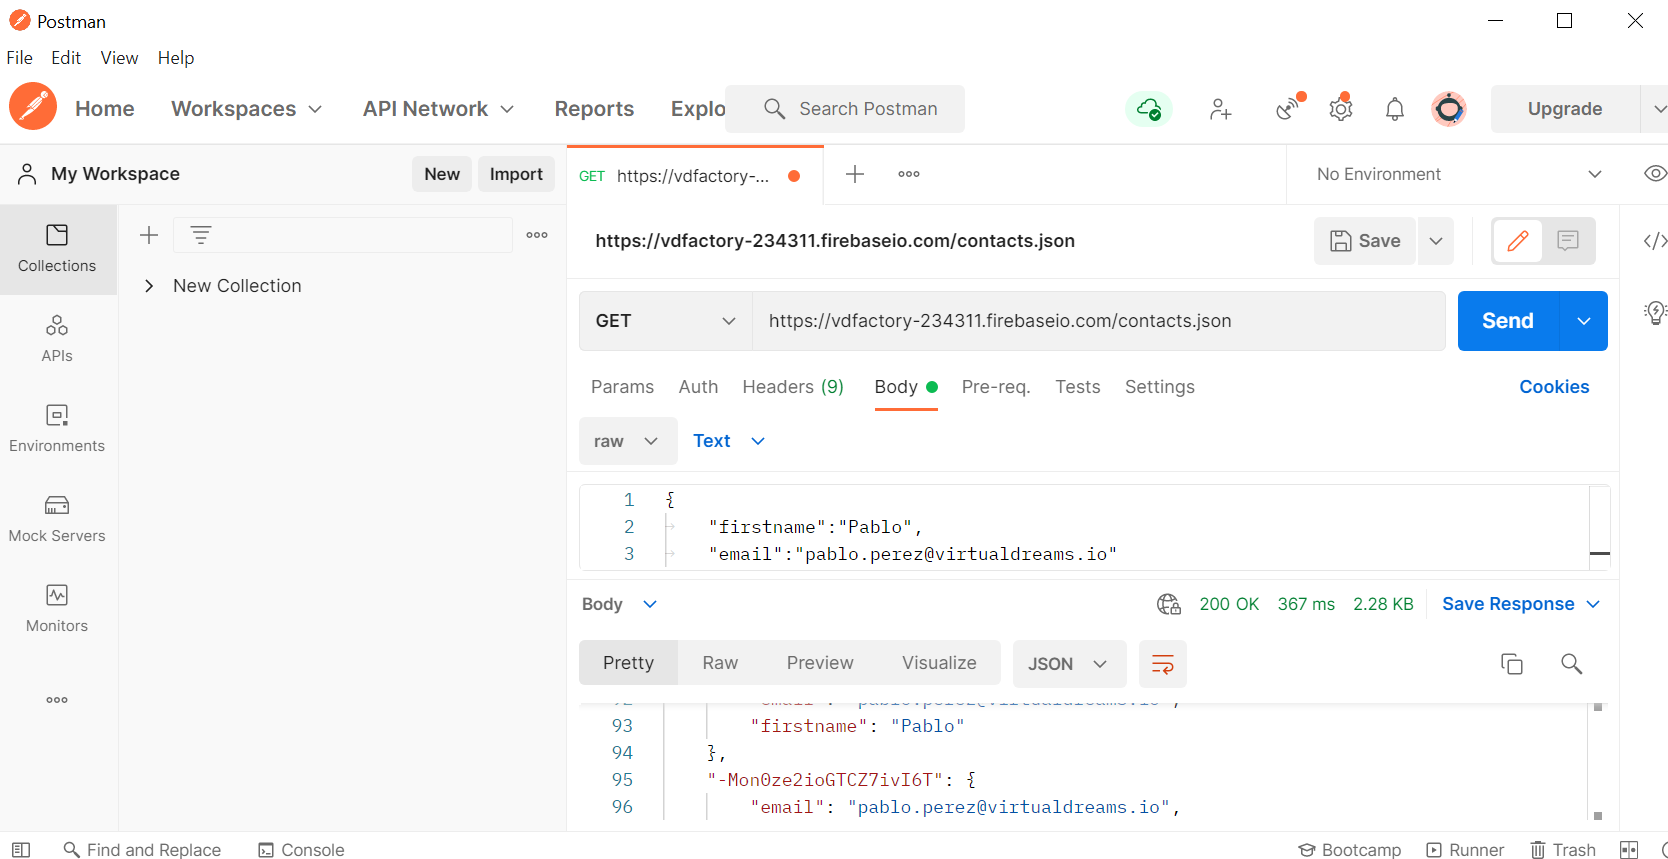 Postman
File Edit View Help
Home Workspaces API Network Reports Explo Search Postman Upgrade
My Workspace New Import GET https://vdfactory-... No Environment
Collections
APIs
Environments
Mock Servers
Monitors
New Collection
https://vdfactory-234311.firebaseio.com/contacts.json Save
GET https://vdfactory-234311.firebaseio.com/contacts.json Send
Params Auth Headers (9) Body Pre-req. Tests Settings Cookies
raw Text
1 {
2 "firstname":"Pablo",
3 "email":"pablo.perez@virtualdreams.io"
Body 200 OK 367 ms 2.28 KB Save Response
Pretty Raw Preview Visualize JSON
92 "email": "pablo.perez@virtualdreams.io",
93 "firstname": "Pablo"
94 },
95 "-Mon0ze2ioGTCZ7ivI6T": {
96 "email": "pablo.perez@virtualdreams.io",
Find and Replace Console Bootcamp Runner Trash